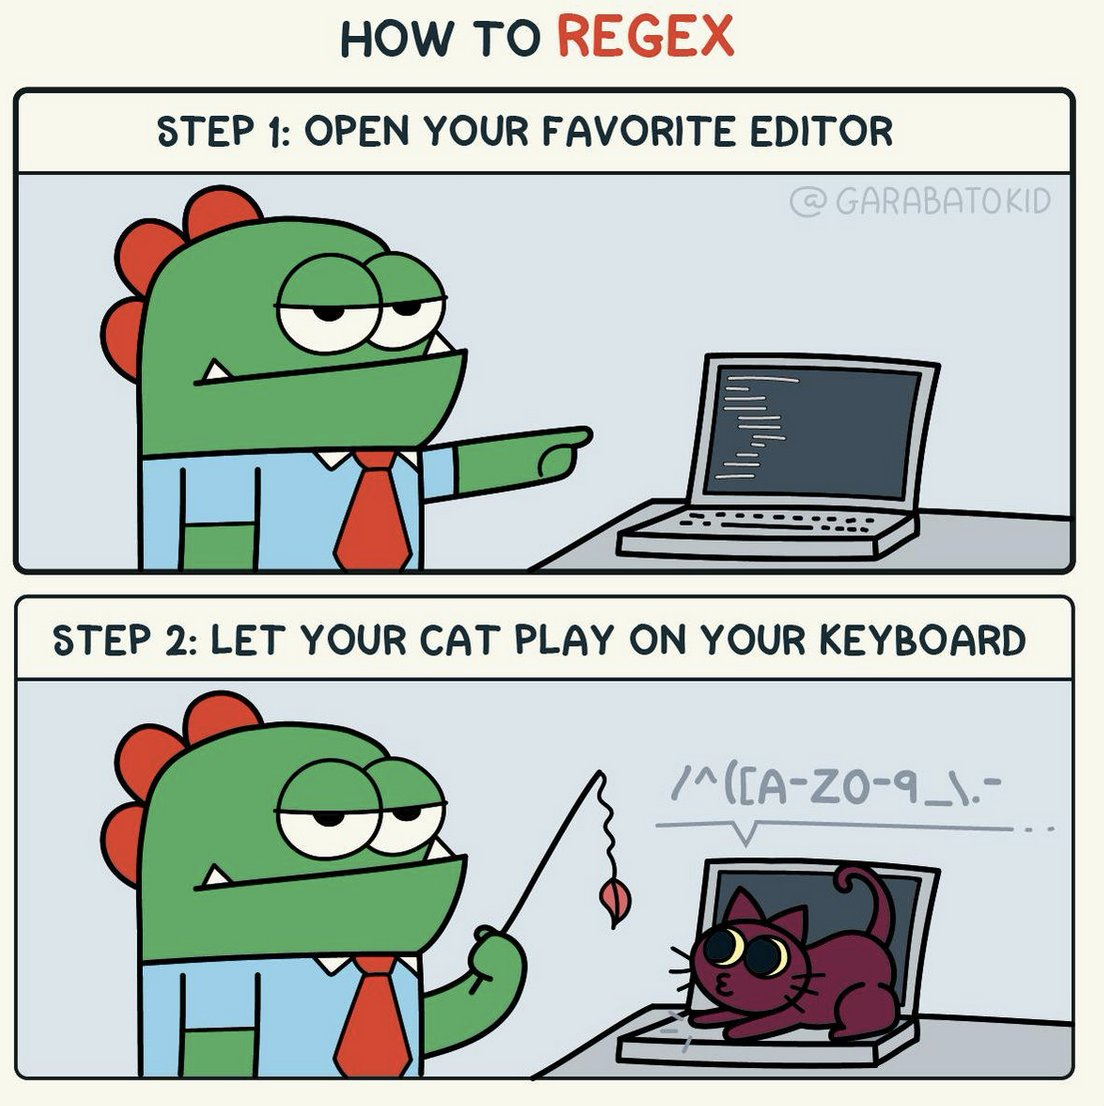 HOW TO REGEX
STEP 1: OPEN YOUR FAVORITE EDITOR
@GARABATOKID
STEP 2: LET YOUR CAT PLAY ON YOUR KEYBOARD
/^([A-Z0-9_\.-